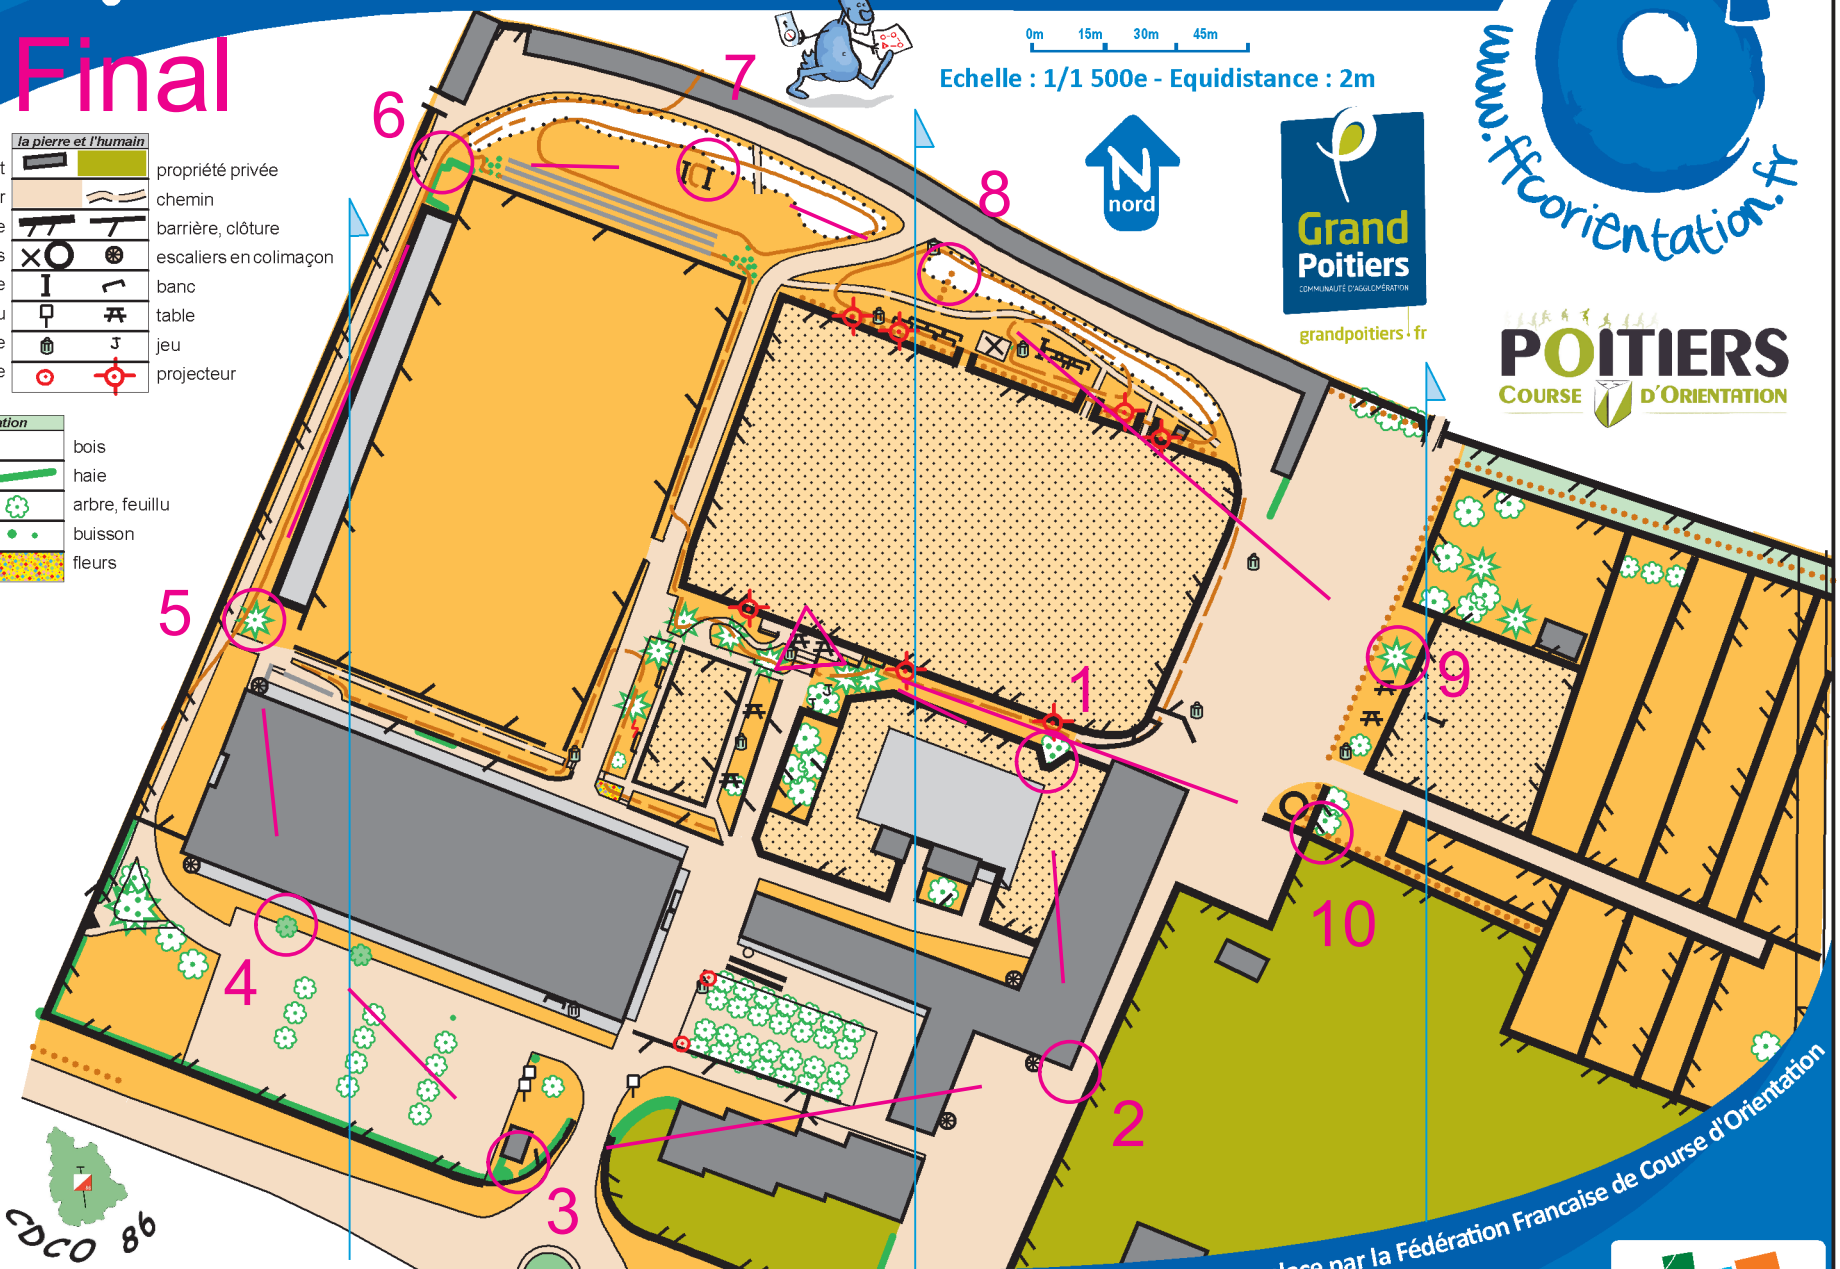 Final
la pierre et l'humain
propriété privée
chemin
barrière, clôture
escaliers en colimaçon
banc
table
J
jeu
projecteur
bois
haie
arbre, feuillu
buisson
fleurs
0m 15m 30m 45m
Echelle : 1/1 500e - Equidistance : 2m
N
nord
Grand
Poitiers
COMMUNAUTÉ D'AGGLOMÉRATION
grandpoitiers.fr
www.ffcorientation.fr
POITIERS
COURSE D'ORIENTATION
7
6
8
5
1
9
4
10
2
3
J
J
CDCO 86
par la Fédération Francaise de Course d'Orientation